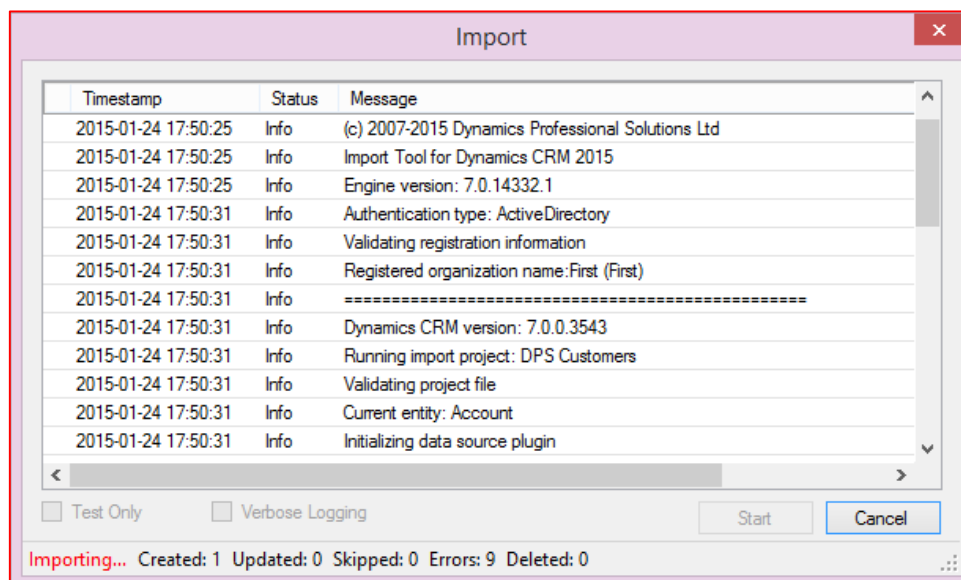 Import
Timestamp Status Message
2015-01-24 17:50:25 Info (c) 2007-2015 Dynamics Professional Solutions Ltd
2015-01-24 17:50:25 Info Import Tool for Dynamics CRM 2015
2015-01-24 17:50:25 Info Engine version: 7.0.14332.1
2015-01-24 17:50:31 Info Authentication type: ActiveDirectory
2015-01-24 17:50:31 Info Validating registration information
2015-01-24 17:50:31 Info Registered organization name:First (First)
2015-01-24 17:50:31 Info =================================================
2015-01-24 17:50:31 Info Dynamics CRM version: 7.0.0.3543
2015-01-24 17:50:31 Info Running import project: DPS Customers
2015-01-24 17:50:31 Info Validating project file
2015-01-24 17:50:31 Info Current entity: Account
2015-01-24 17:50:31 Info Initializing data source plugin
Test Only Verbose Logging Start Cancel
Importing... Created: 1 Updated: 0 Skipped: 0 Errors: 9 Deleted: 0